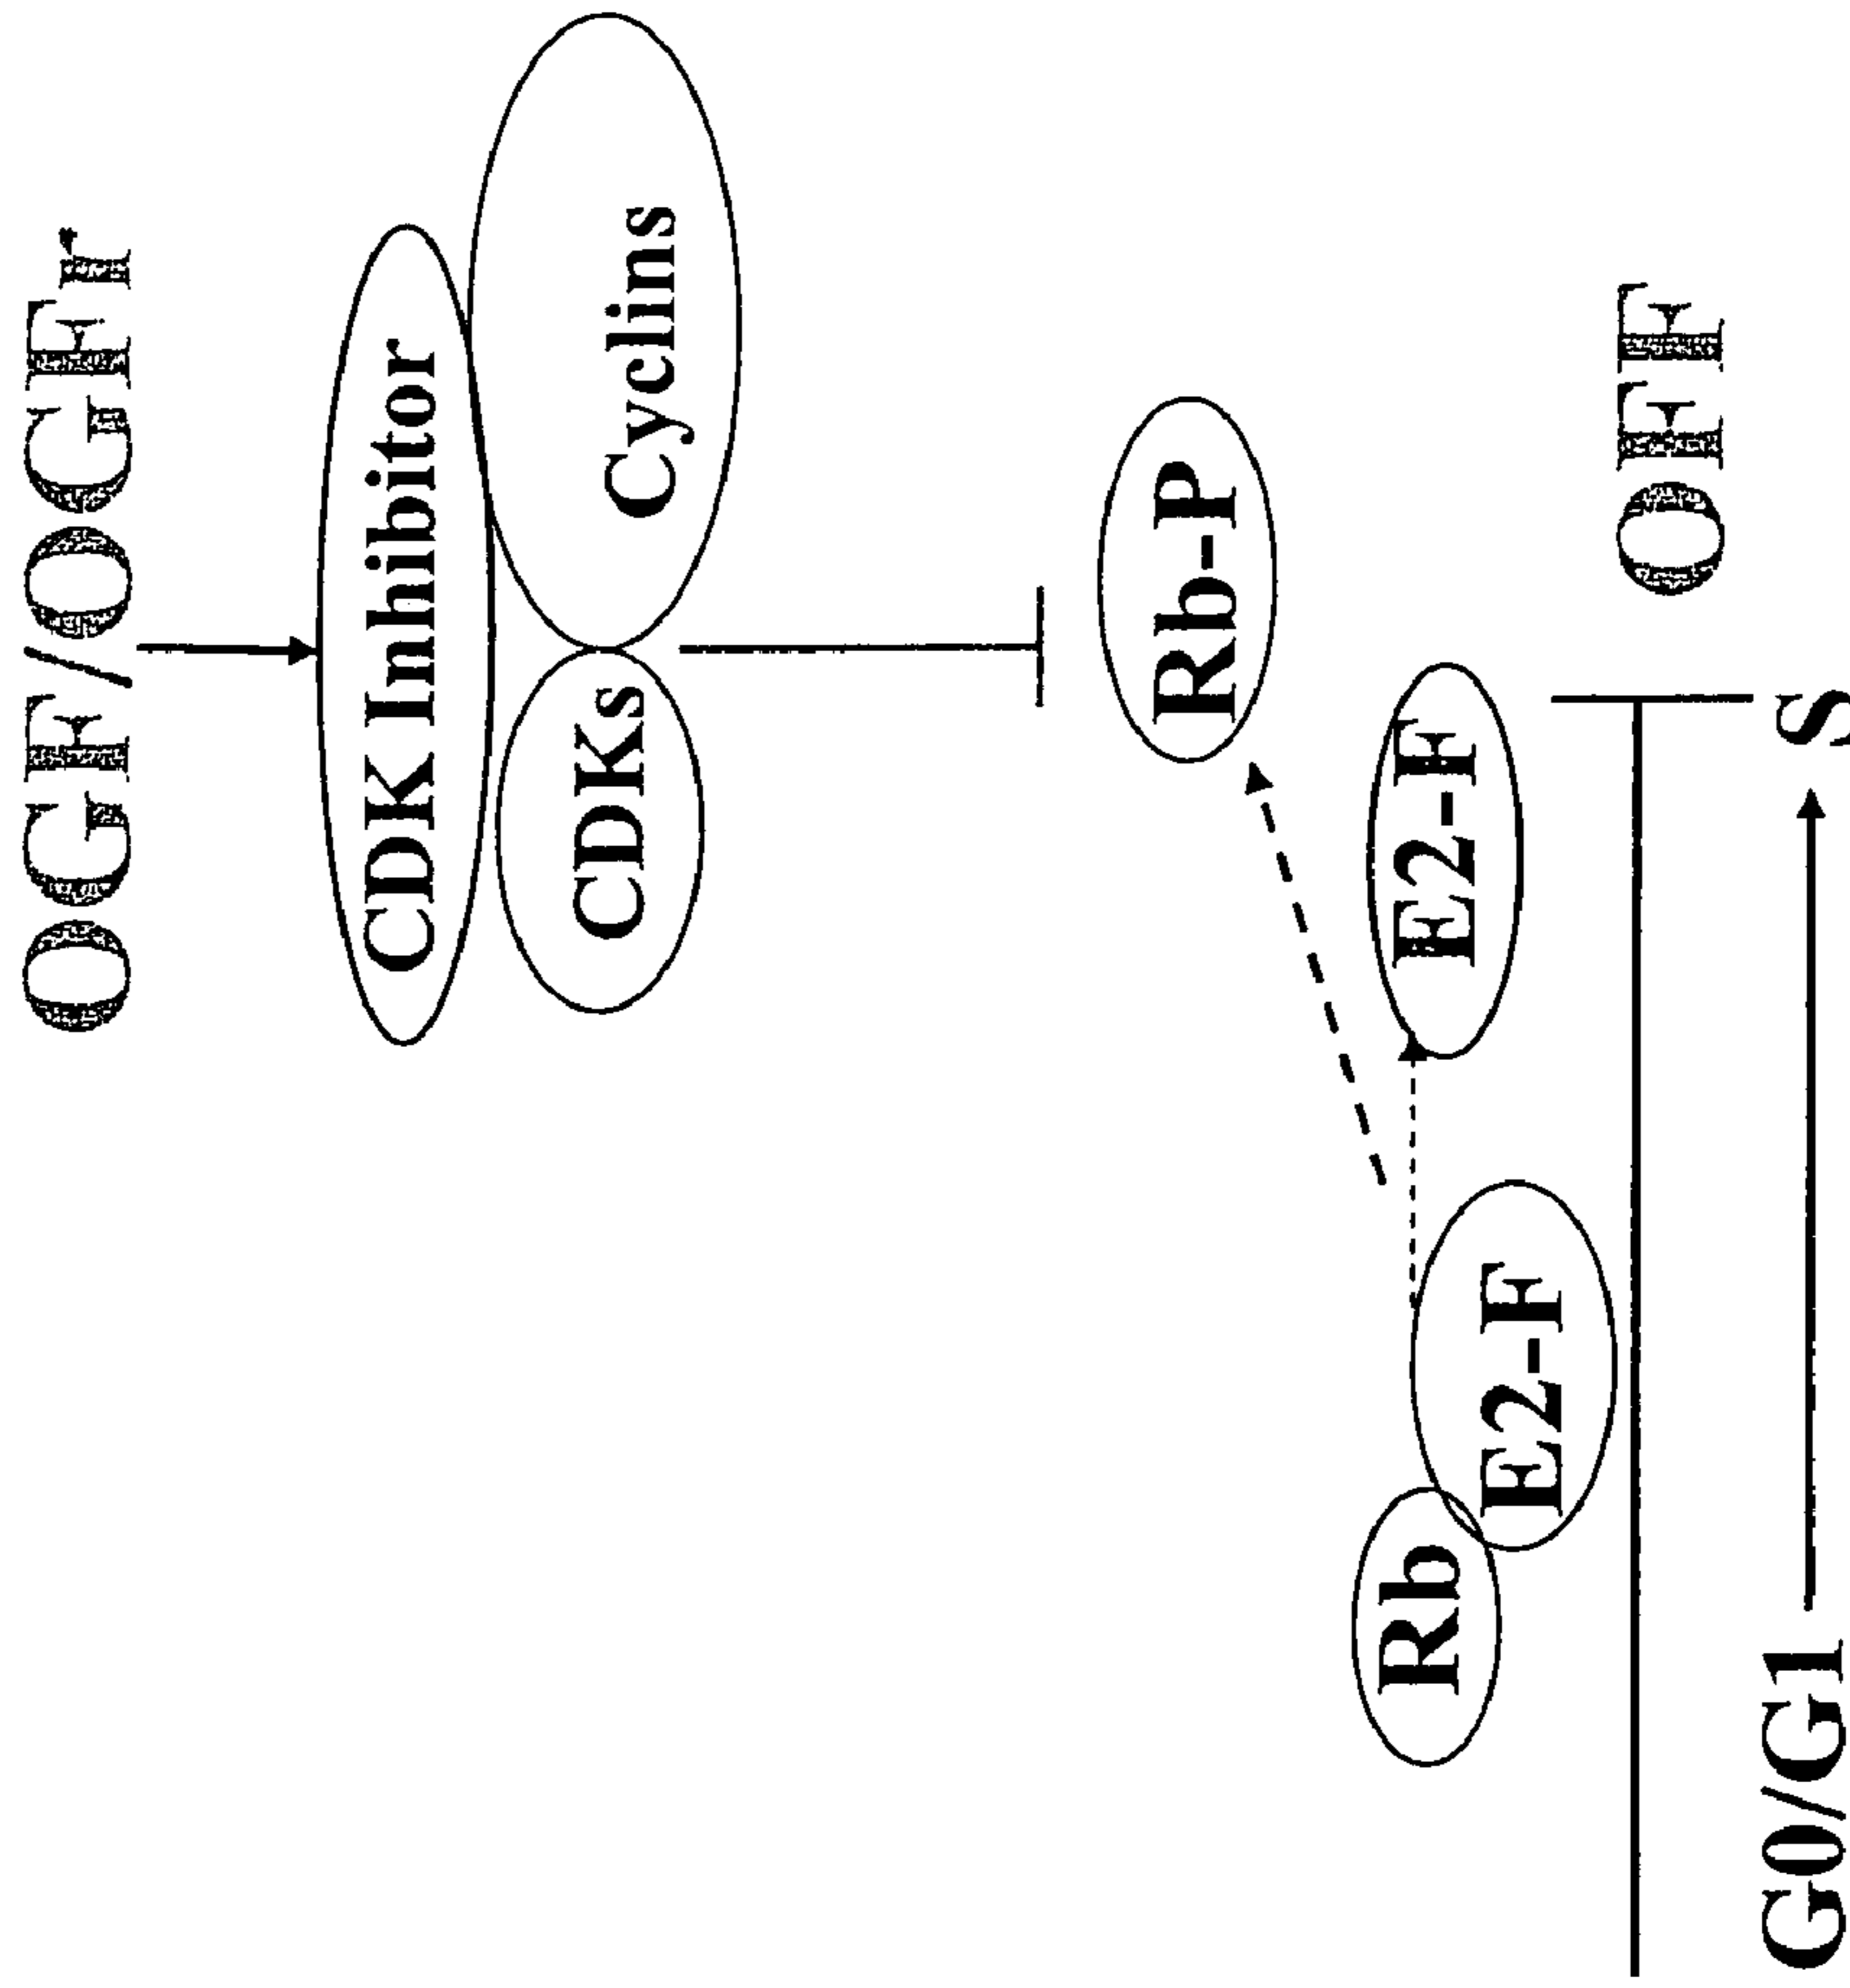 OGF/OGFr
CDK Inhibitor
CDKs
Cyclins
Rb-P
Rb
E2-F
E2-F
OFF
G0/G1
S